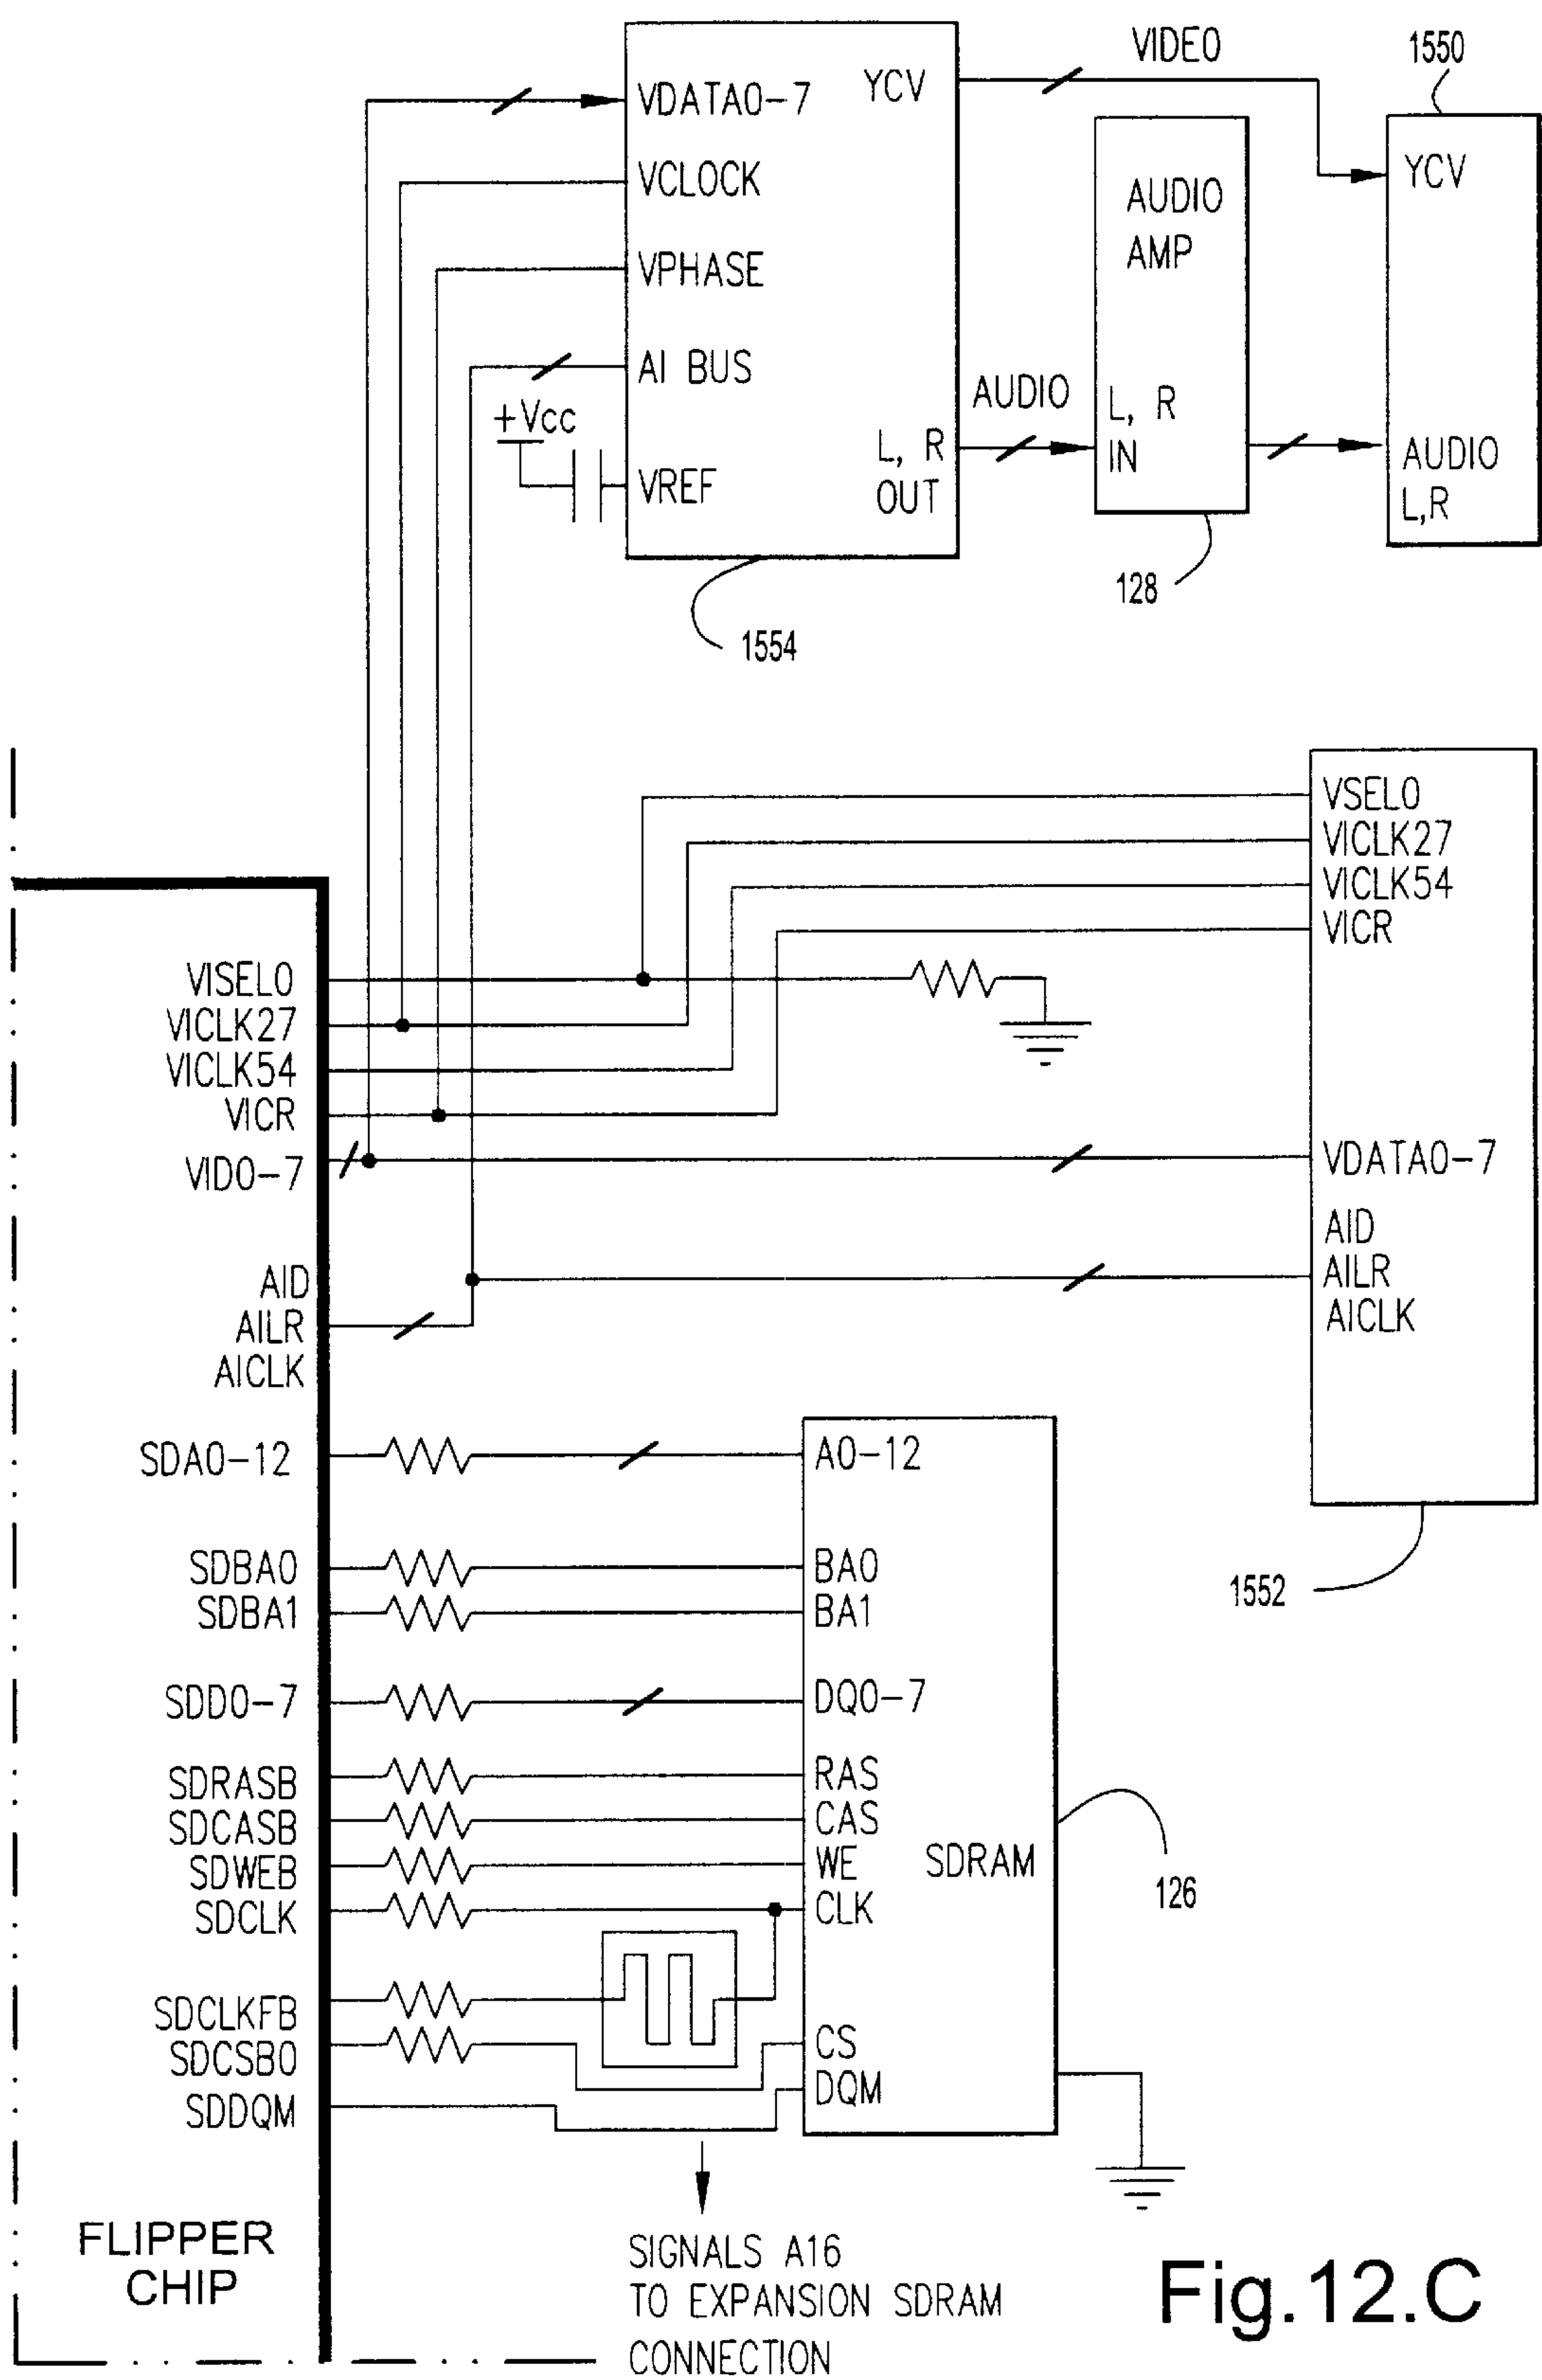 VIDEO
1550
VDATA0-7
YCV
VCLOCK
VPHASE
AI BUS
+Vcc
VREF
L, R
OUT
AUDIO
AUDIO
AMP
L, R
IN
YCV
AUDIO
L,R
128
1554
VSEL0
VICLK27
VICLK54
VICR
VISEL0
VICLK27
VICLK54
VICR
VID0-7
VDATA0-7
AID
AILR
AICLK
AID
AILR
AICLK
1552
SDA0-12
A0-12
SDBA0
BA0
SDBA1
BA1
SDD0-7
DQ0-7
SDRASB
RAS
SDCASB
CAS
SDWEB
WE
SDRAM
SDCLK
CLK
126
SDCLKFB
SDCSB0
CS
SDDQM
DQM
FLIPPER
CHIP
SIGNALS A16
TO EXPANSION SDRAM
CONNECTION
Fig.12.C